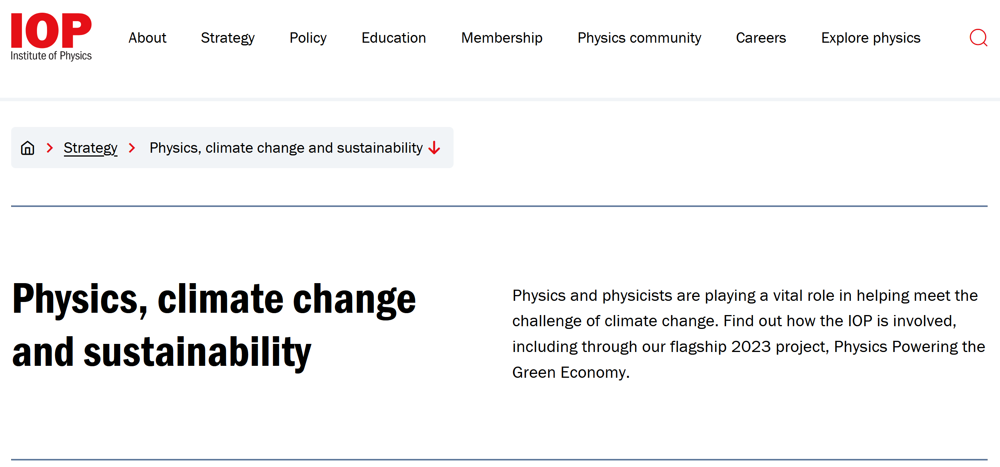 IOP
Institute of Physics
About Strategy Policy Education Membership Physics community Careers Explore physics
Strategy Physics, climate change and sustainability
Physics, climate change
and sustainability
Physics and physicists are playing a vital role in helping meet the
challenge of climate change. Find out how the IOP is involved,
including through our flagship 2023 project, Physics Powering the
Green Economy.